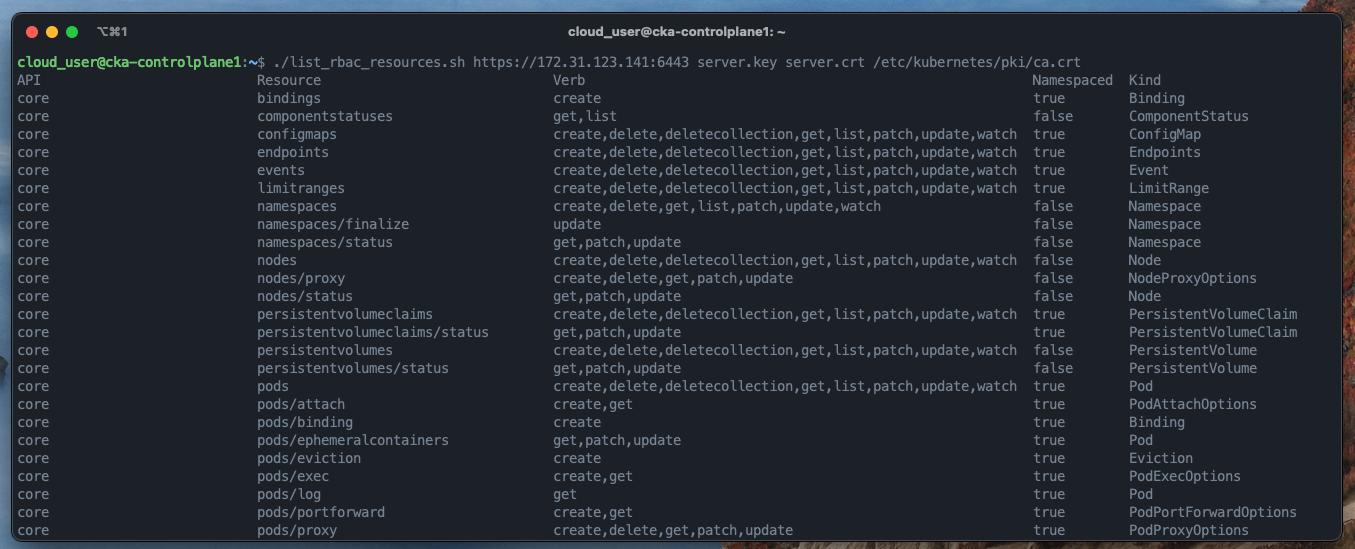 ⌥⌘1 cloud_user@cka-controlplane1: ~
cloud_user@cka-controlplane1:~$ ./list_rbac_resources.sh https://172.31.123.141:6443 server.key server.crt /etc/kubernetes/pki/ca.crt
API Resource Verb Namespaced Kind
core bindings create true Binding
core componentstatuses get,list false ComponentStatus
core configmaps create,delete,deletecollection,get,list,patch,update,watch true ConfigMap
core endpoints create,delete,deletecollection,get,list,patch,update,watch true Endpoints
core events create,delete,deletecollection,get,list,patch,update,watch true Event
core limitranges create,delete,deletecollection,get,list,patch,update,watch true LimitRange
core namespaces create,delete,get,list,patch,update,watch false Namespace
core namespaces/finalize update false Namespace
core namespaces/status get,patch,update false Namespace
core nodes create,delete,deletecollection,get,list,patch,update,watch false Node
core nodes/proxy create,delete,get,patch,update false NodeProxyOptions
core nodes/status get,patch,update false Node
core persistentvolumeclaims create,delete,deletecollection,get,list,patch,update,watch true PersistentVolumeClaim
core persistentvolumeclaims/status get,patch,update true PersistentVolumeClaim
core persistentvolumes create,delete,deletecollection,get,list,patch,update,watch false PersistentVolume
core persistentvolumes/status get,patch,update false PersistentVolume
core pods create,delete,deletecollection,get,list,patch,update,watch true Pod
core pods/attach create,get true PodAttachOptions
core pods/binding create true Binding
core pods/ephemeralcontainers get,patch,update true Pod
core pods/eviction create true Eviction
core pods/exec create,get true PodExecOptions
core pods/log get true Pod
core pods/portforward create,get true PodPortForwardOptions
core pods/proxy create,delete,get,patch,update true PodProxyOptions